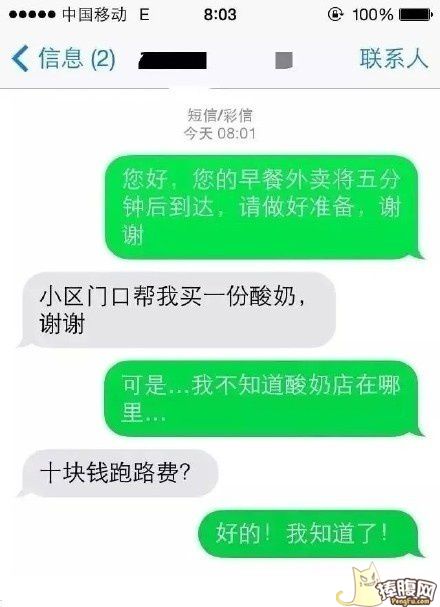 中国移动 E 8:03 100%
信息 (2) 联系人
短信/彩信
今天 08:01
您好，您的早餐外卖将五分
钟后到达，请做好准备，谢
谢
小区门口帮我买一份酸奶，
谢谢
可是...我不知道酸奶店在哪
里...
十块钱跑路费？
好的！我知道了！
捧腹网
PengFu.com